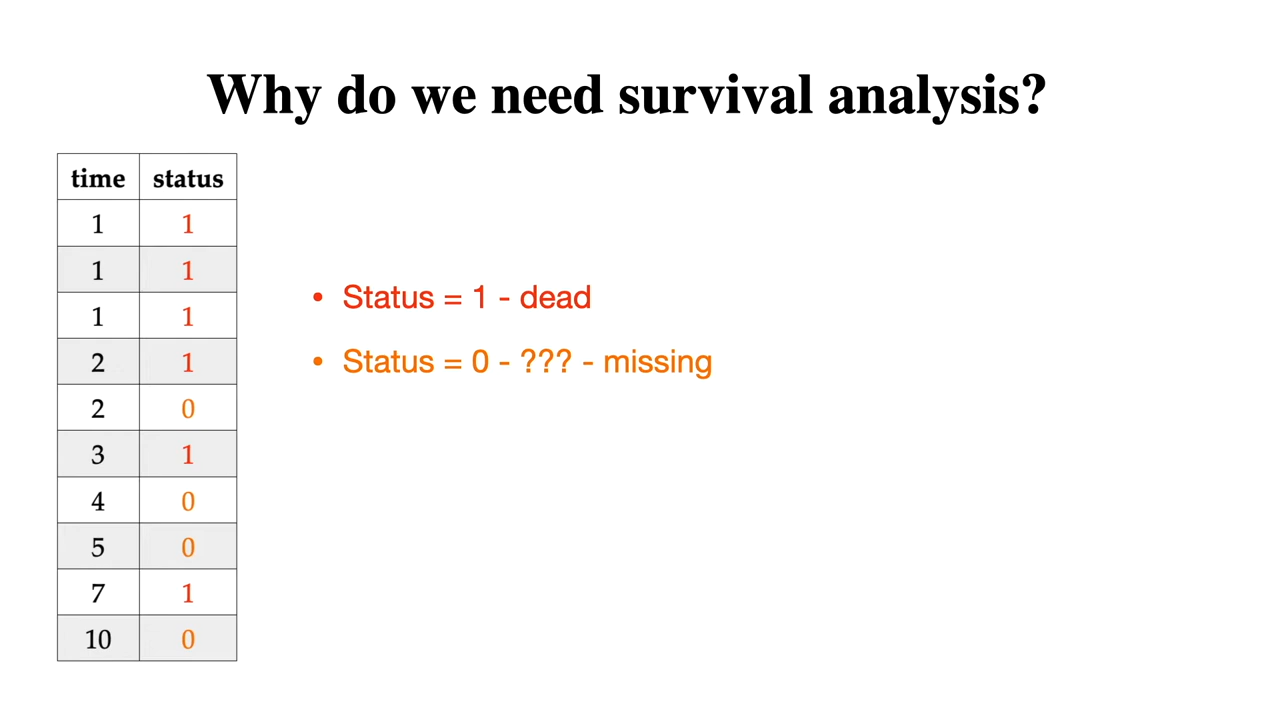 Why do we need survival analysis?
time status
1 1
1 1
1 1
2 1
2 0
3 1
4 0
5 0
7 1
10 0
• Status = 1 - dead
• Status = 0 - ??? - missing